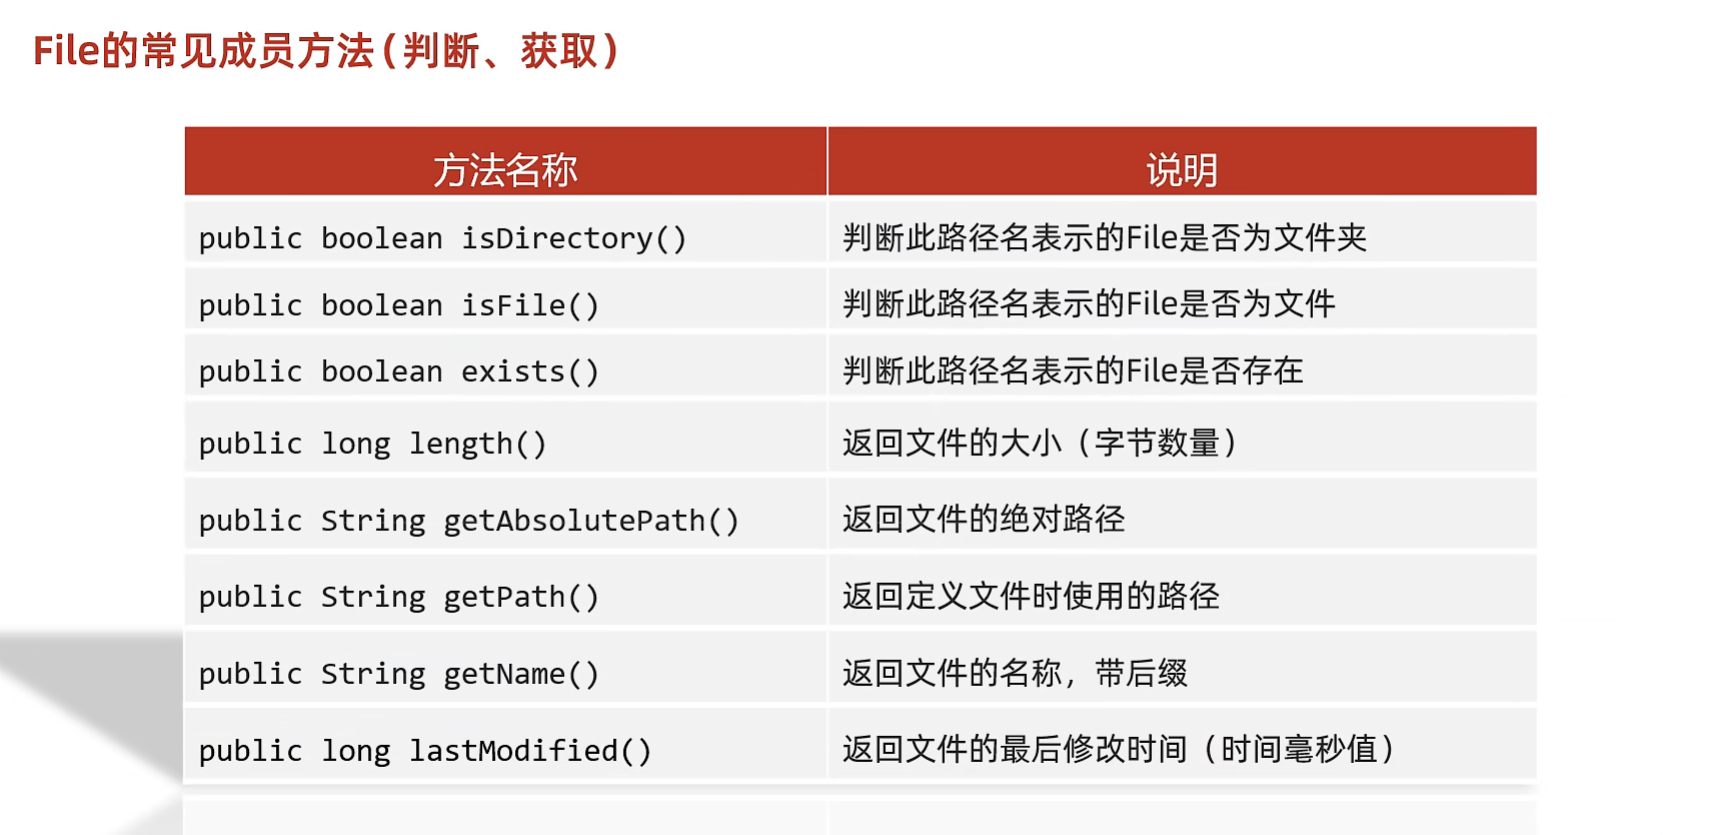 File的常见成员方法(判断、获取)
方法名称 说明
public boolean isDirectory() 判断此路径名表示的File是否为文件夹
public boolean isFile() 判断此路径名表示的File是否为文件
public boolean exists() 判断此路径名表示的File是否存在
public long length() 返回文件的大小（字节数量）
public String getAbsolutePath() 返回文件的绝对路径
public String getPath() 返回定义文件时使用的路径
public String getName() 返回文件的名称，带后缀
public long lastModified() 返回文件的最后修改时间（时间毫秒值）